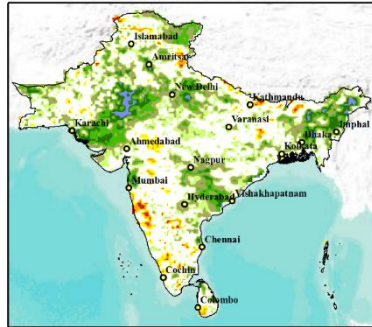 Islamabad
Amritsar
New Delhi
Kathmandu
Karachi
Varanasi
Imphal
Dhaka
Ahmedabad
Kolkata
Nagpur
Mumbai
Hyderabad
Vishakhapatnam
Chennai
Cochin
Colombo